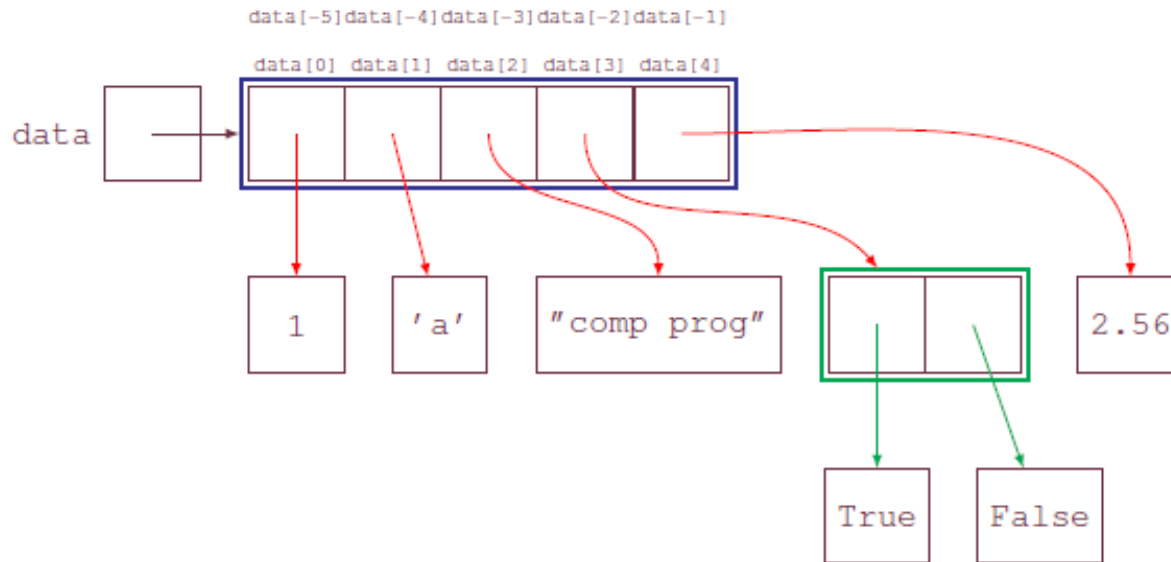 data[-5]data[-4]data[-3]data[-2]data[-1]
data[0] data[1] data[2] data[3] data[4]
data
1 'a' "comp prog" 2.56
True False